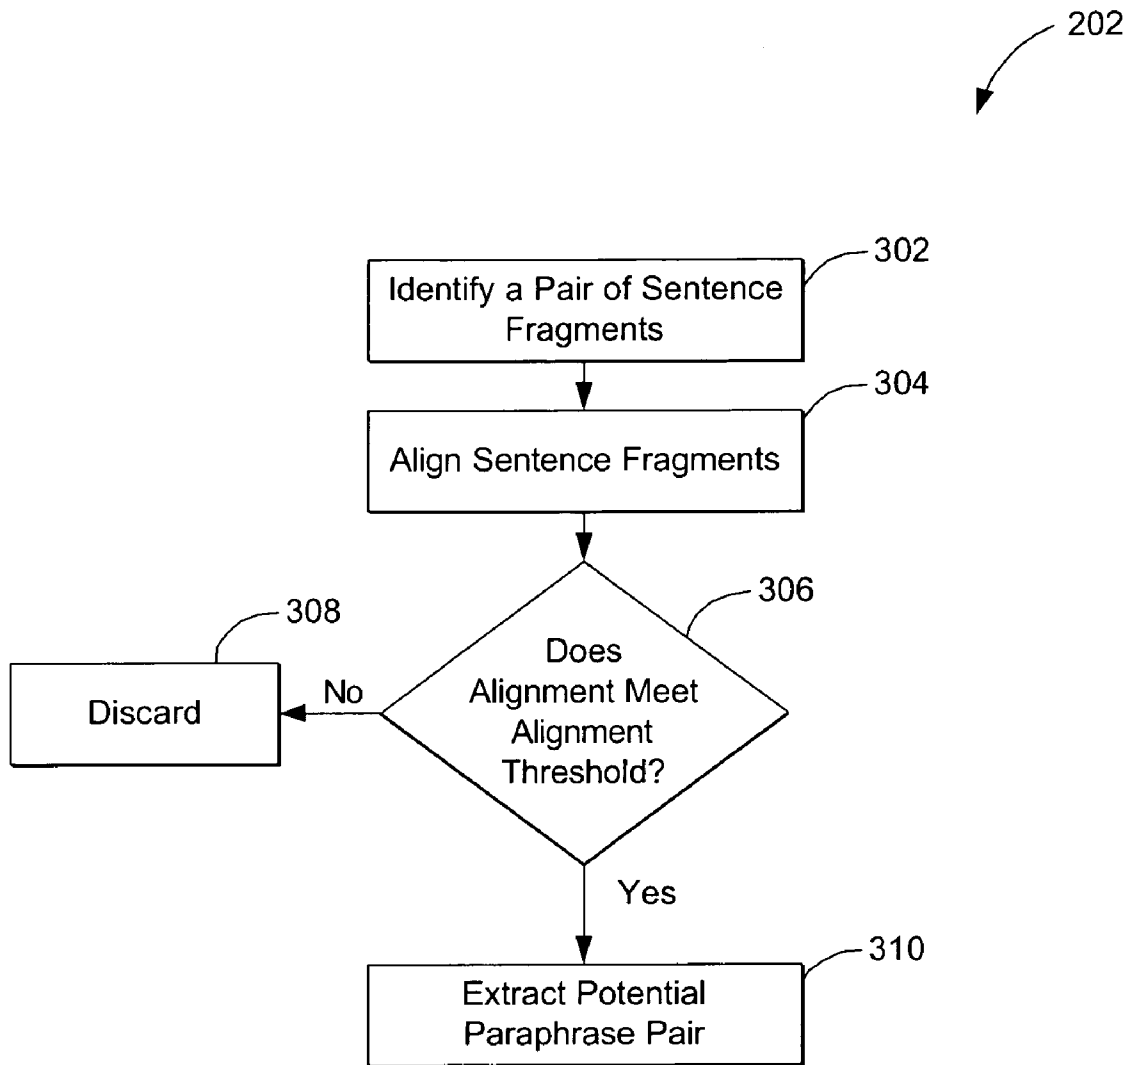 202
302
Identify a Pair of Sentence
Fragments
304
Align Sentence Fragments
306
308
Does
Alignment Meet
Alignment
Threshold?
No
Discard
Yes
310
Extract Potential
Paraphrase Pair